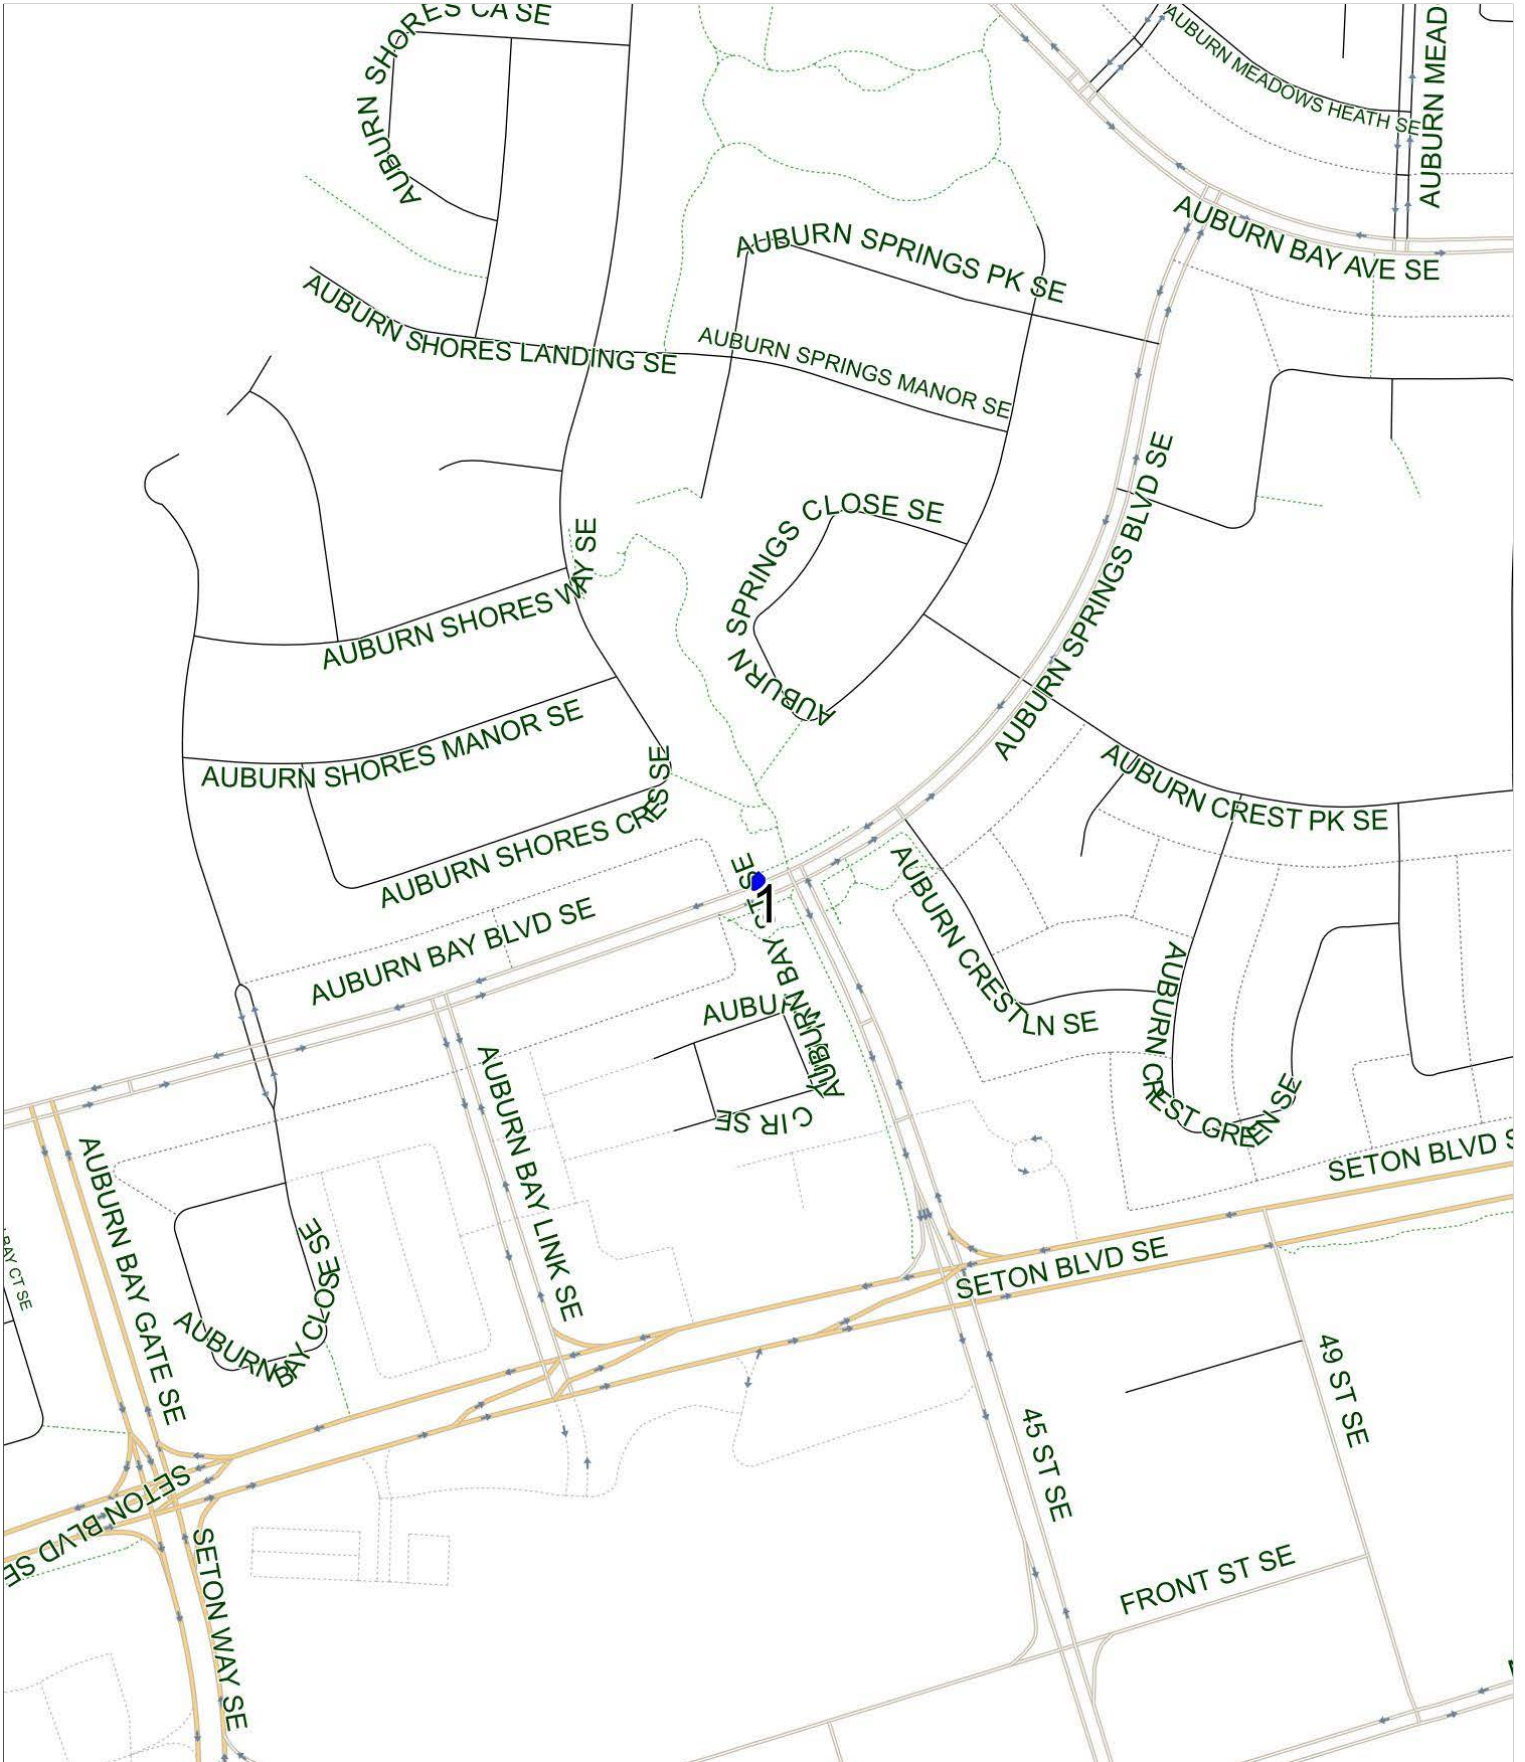 AUBURN SHORES CA SE
AUBURN MEADOWS HEATH SE
AUBURN MEAD
AUBURN BAY AVE SE
AUBURN SPRINGS PK SE
AUBURN SHORES LANDING SE
AUBURN SPRINGS MANOR SE
AUBURN SPRINGS CLOSE SE
AUBURN SPRINGS BLVD SE
AUBURN SHORES WAY SE
AUBURN SHORES MANOR SE
AUBURN SHORES CRES SE
AUBURN CREST PK SE
1
AUBURN BAY BLVD SE
AUBURN BAY CT SE
AUBURN CREST LN SE
AUBURN CREST GREEN SE
AUBURN
CIR SE
AUBURN BAY LINK SE
AUBURN BAY GATE SE
BAY CT SE
AUBURN BAY CLOSE SE
SETON BLVD S
SETON BLVD SE
SETON BLVD SE
49 ST SE
45 ST SE
SETON WAY SE
FRONT ST SE